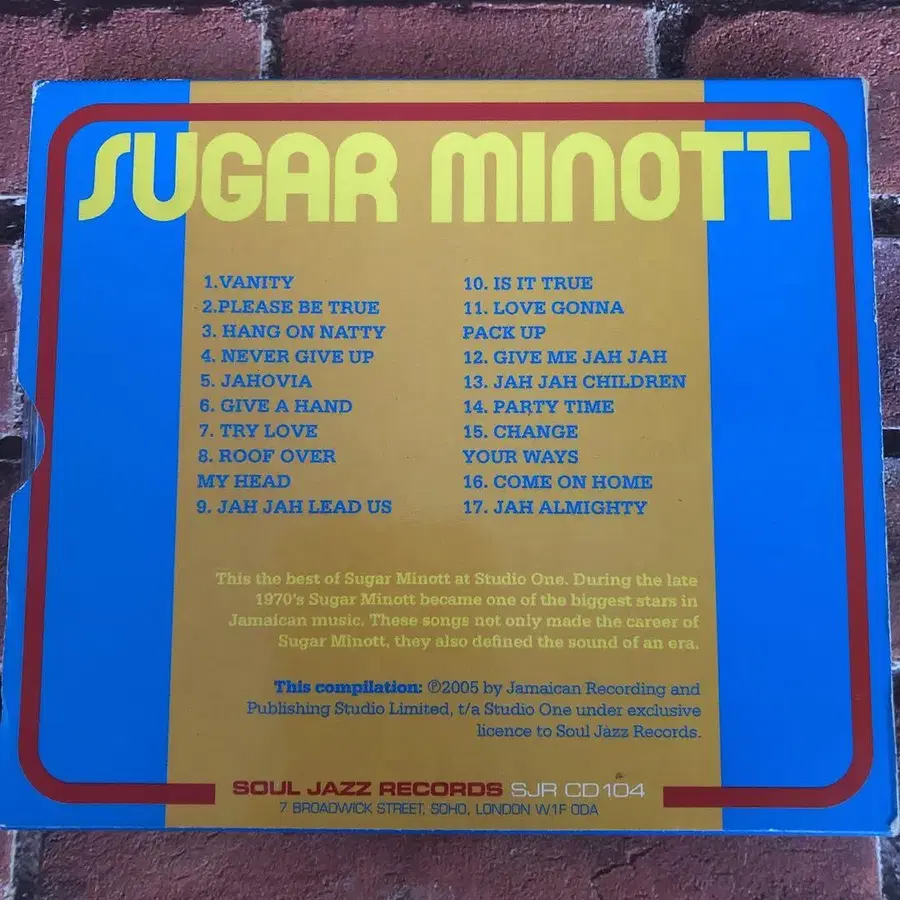 SUGAR MINOTT
1.VANITY
2.PLEASE BE TRUE
3. HANG ON NATTY
4. NEVER GIVE UP
5. JAHOVIA
6. GIVE A HAND
7. TRY LOVE
8. ROOF OVER
MY HEAD
9. JAH JAH LEAD US
10. IS IT TRUE
11. LOVE GONNA
PACK UP
12. GIVE ME JAH JAH
13. JAH JAH CHILDREN
14. PARTY TIME
15. CHANGE
YOUR WAYS
16. COME ON HOME
17. JAH ALMIGHTY
This the best of Sugar Minott at Studio One. During the late
1970's Sugar Minott became one of the biggest stars in
Jamaican music. These songs not only made the career of
Sugar Minott, they also defined the sound of an era.
This compilation: ℗2005 by Jamaican Recording and
Publishing Studio Limited, t/a Studio One under exclusive
licence to Soul Jazz Records.
SOUL JAZZ RECORDS SJR CD104
7 BROADWICK STREET, SOHO, LONDON W1F 0DA